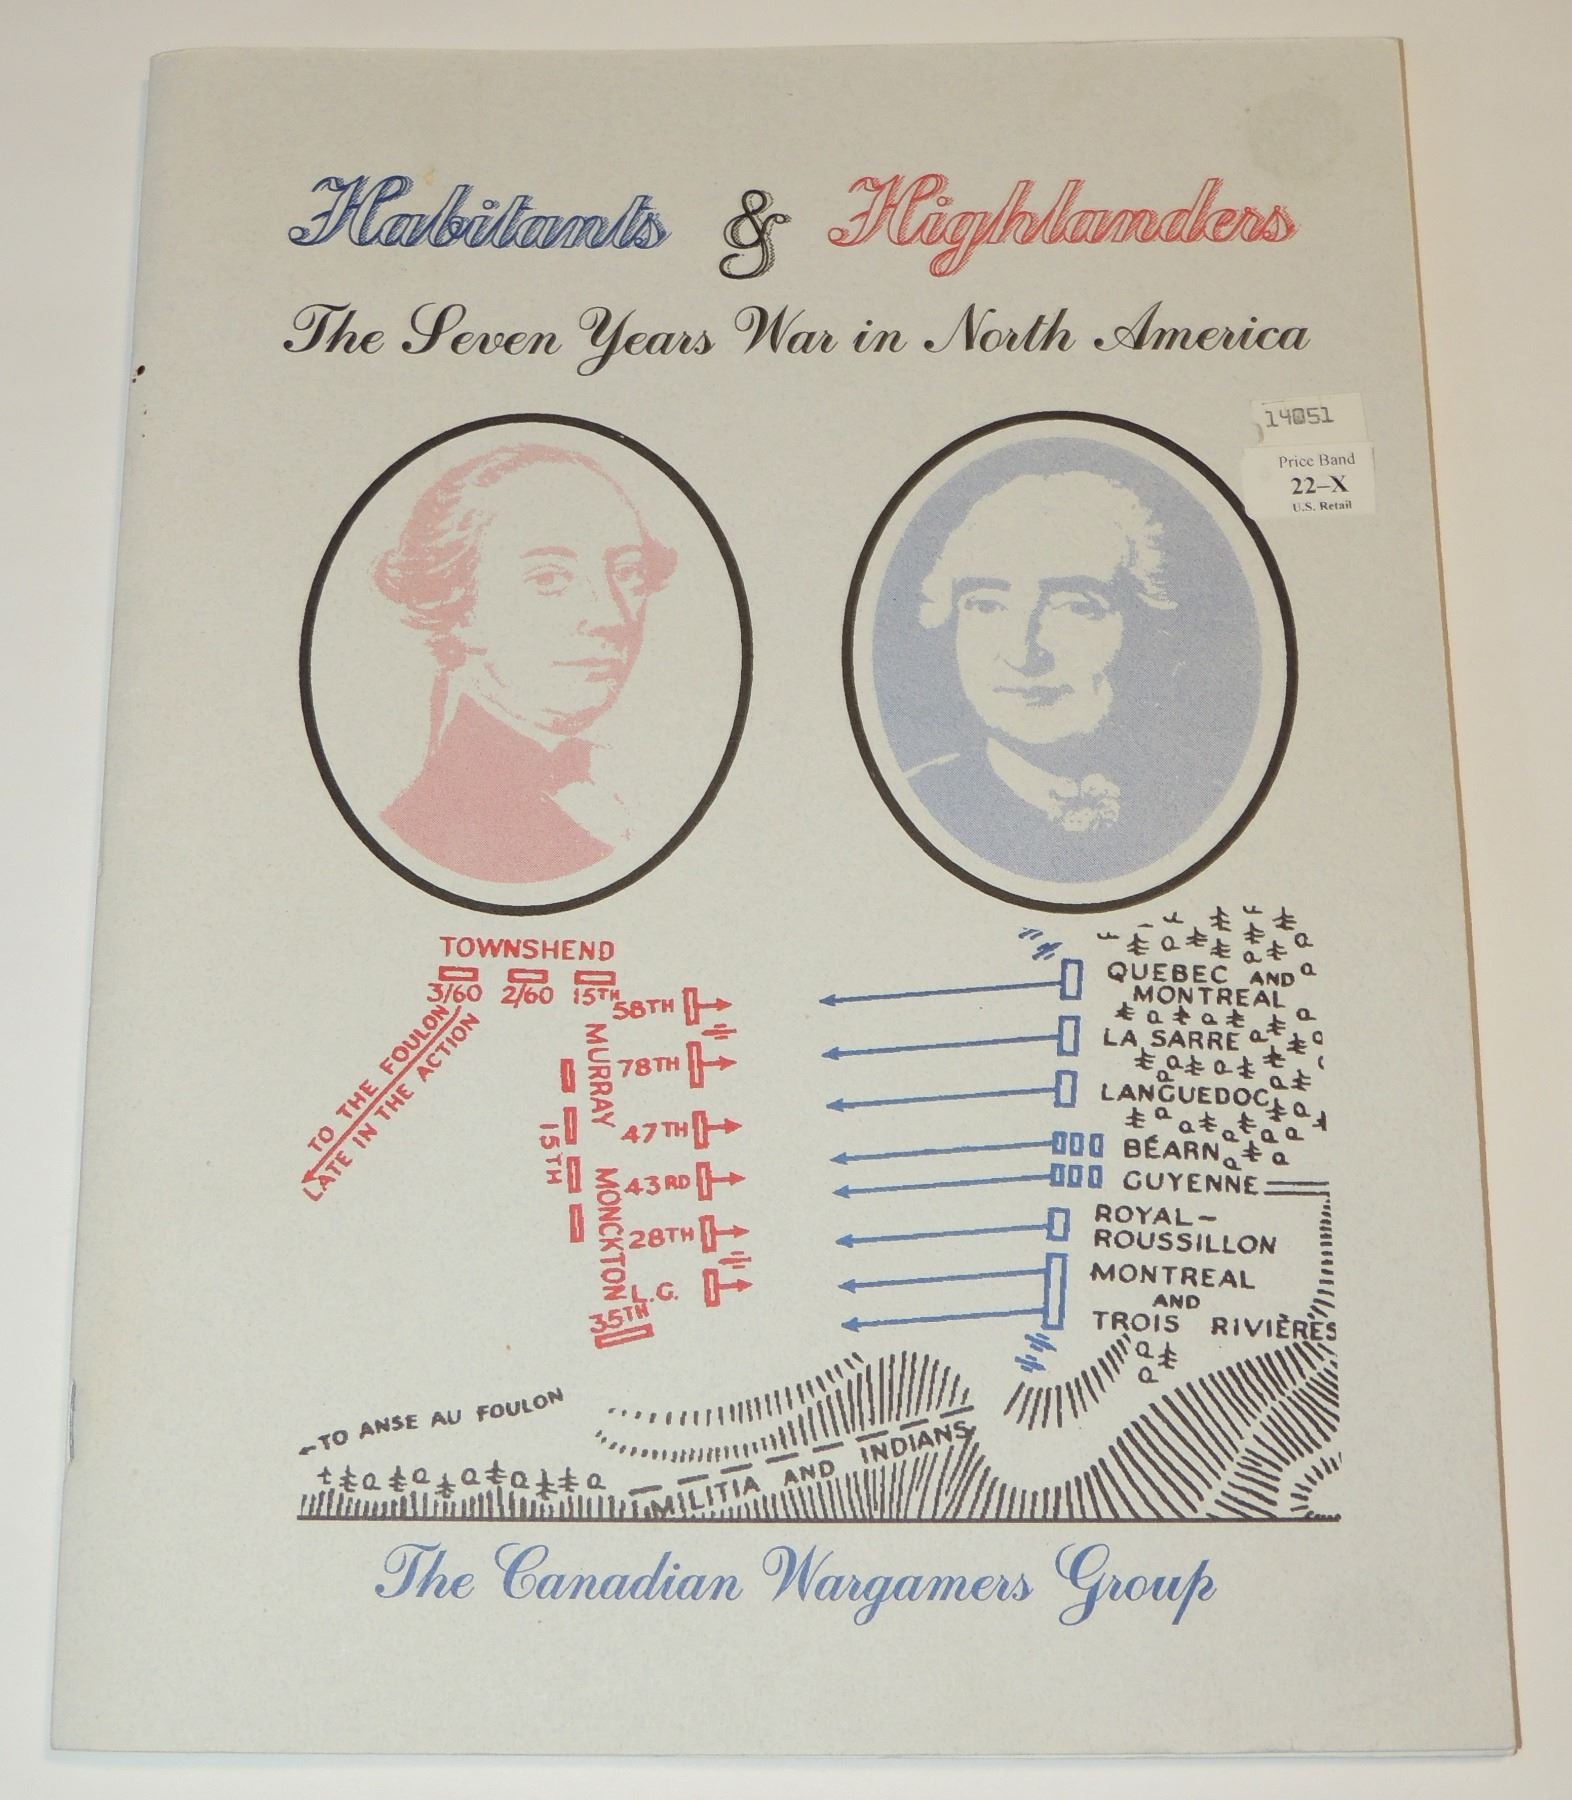 Habitants & Highlanders
The Seven Years War in North America
14051
Price Band
22–X
U.S. Retail
TOWNSHEND
3/60 2/60 15TH
58TH
78TH
47TH
43RD
28TH
L.G.
35TH
MURRAY
MONCKTON
15TH
TO THE FOULON
LATE IN THE ACTION
QUEBEC AND
MONTREAL
LA SARRE
LANGUEDOC
BÉARN
GUYENNE
ROYAL-
ROUSSILLON
MONTREAL
AND
TROIS RIVIÈRES
TO ANSE AU FOULON
MILITIA AND INDIANS
The Canadian Wargamers Group